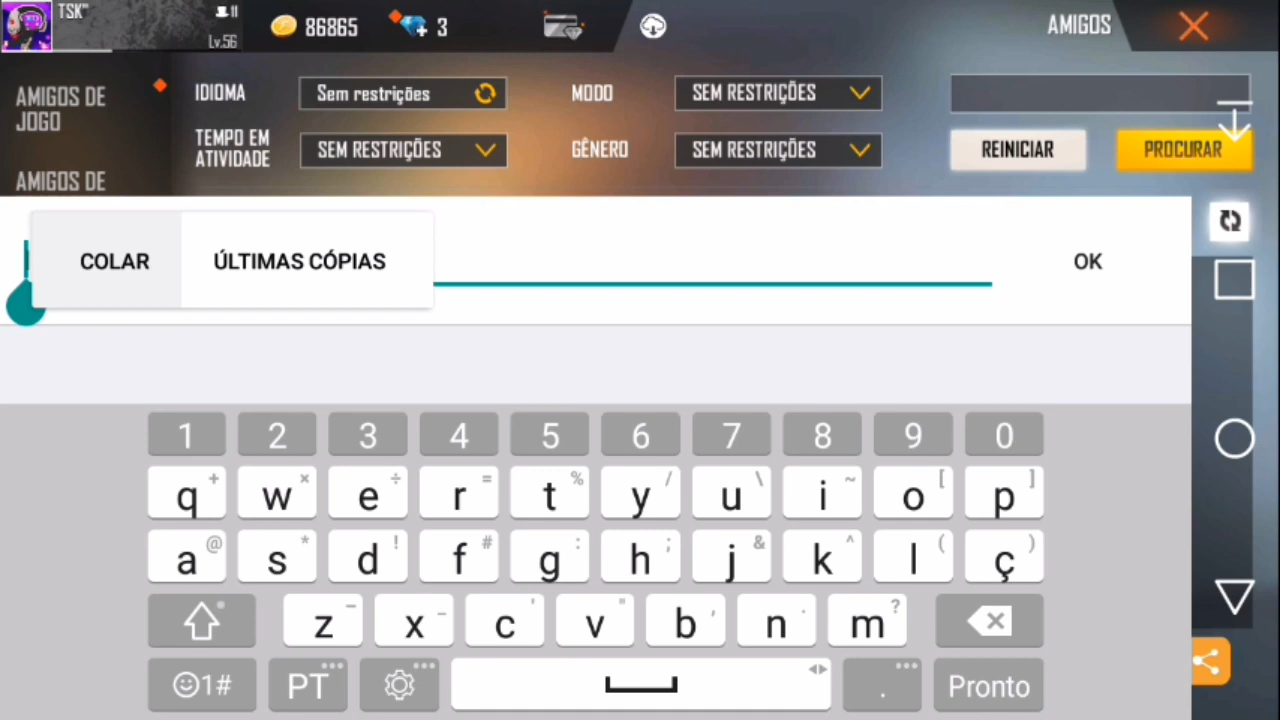 TSK™
11
Lv.56
86865
3
AMIGOS
AMIGOS DE
JOGO
AMIGOS DE
IDIOMA
Sem restrições
MODO
SEM RESTRIÇÕES
TEMPO EM
ATIVIDADE
SEM RESTRIÇÕES
GÊNERO
SEM RESTRIÇÕES
REINICIAR
PROCURAR
COLAR
ÚLTIMAS CÓPIAS
OK
1 2 3 4 5 6 7 8 9 0
q + w × e ÷ r = t % y / u \ i ~ o [ p ]
a @ s * d ! f # g : h ; j & k ^ l ( ç )
z - x _ c ' v " b , n . m ?
☺1# PT ... ... . ... Pronto